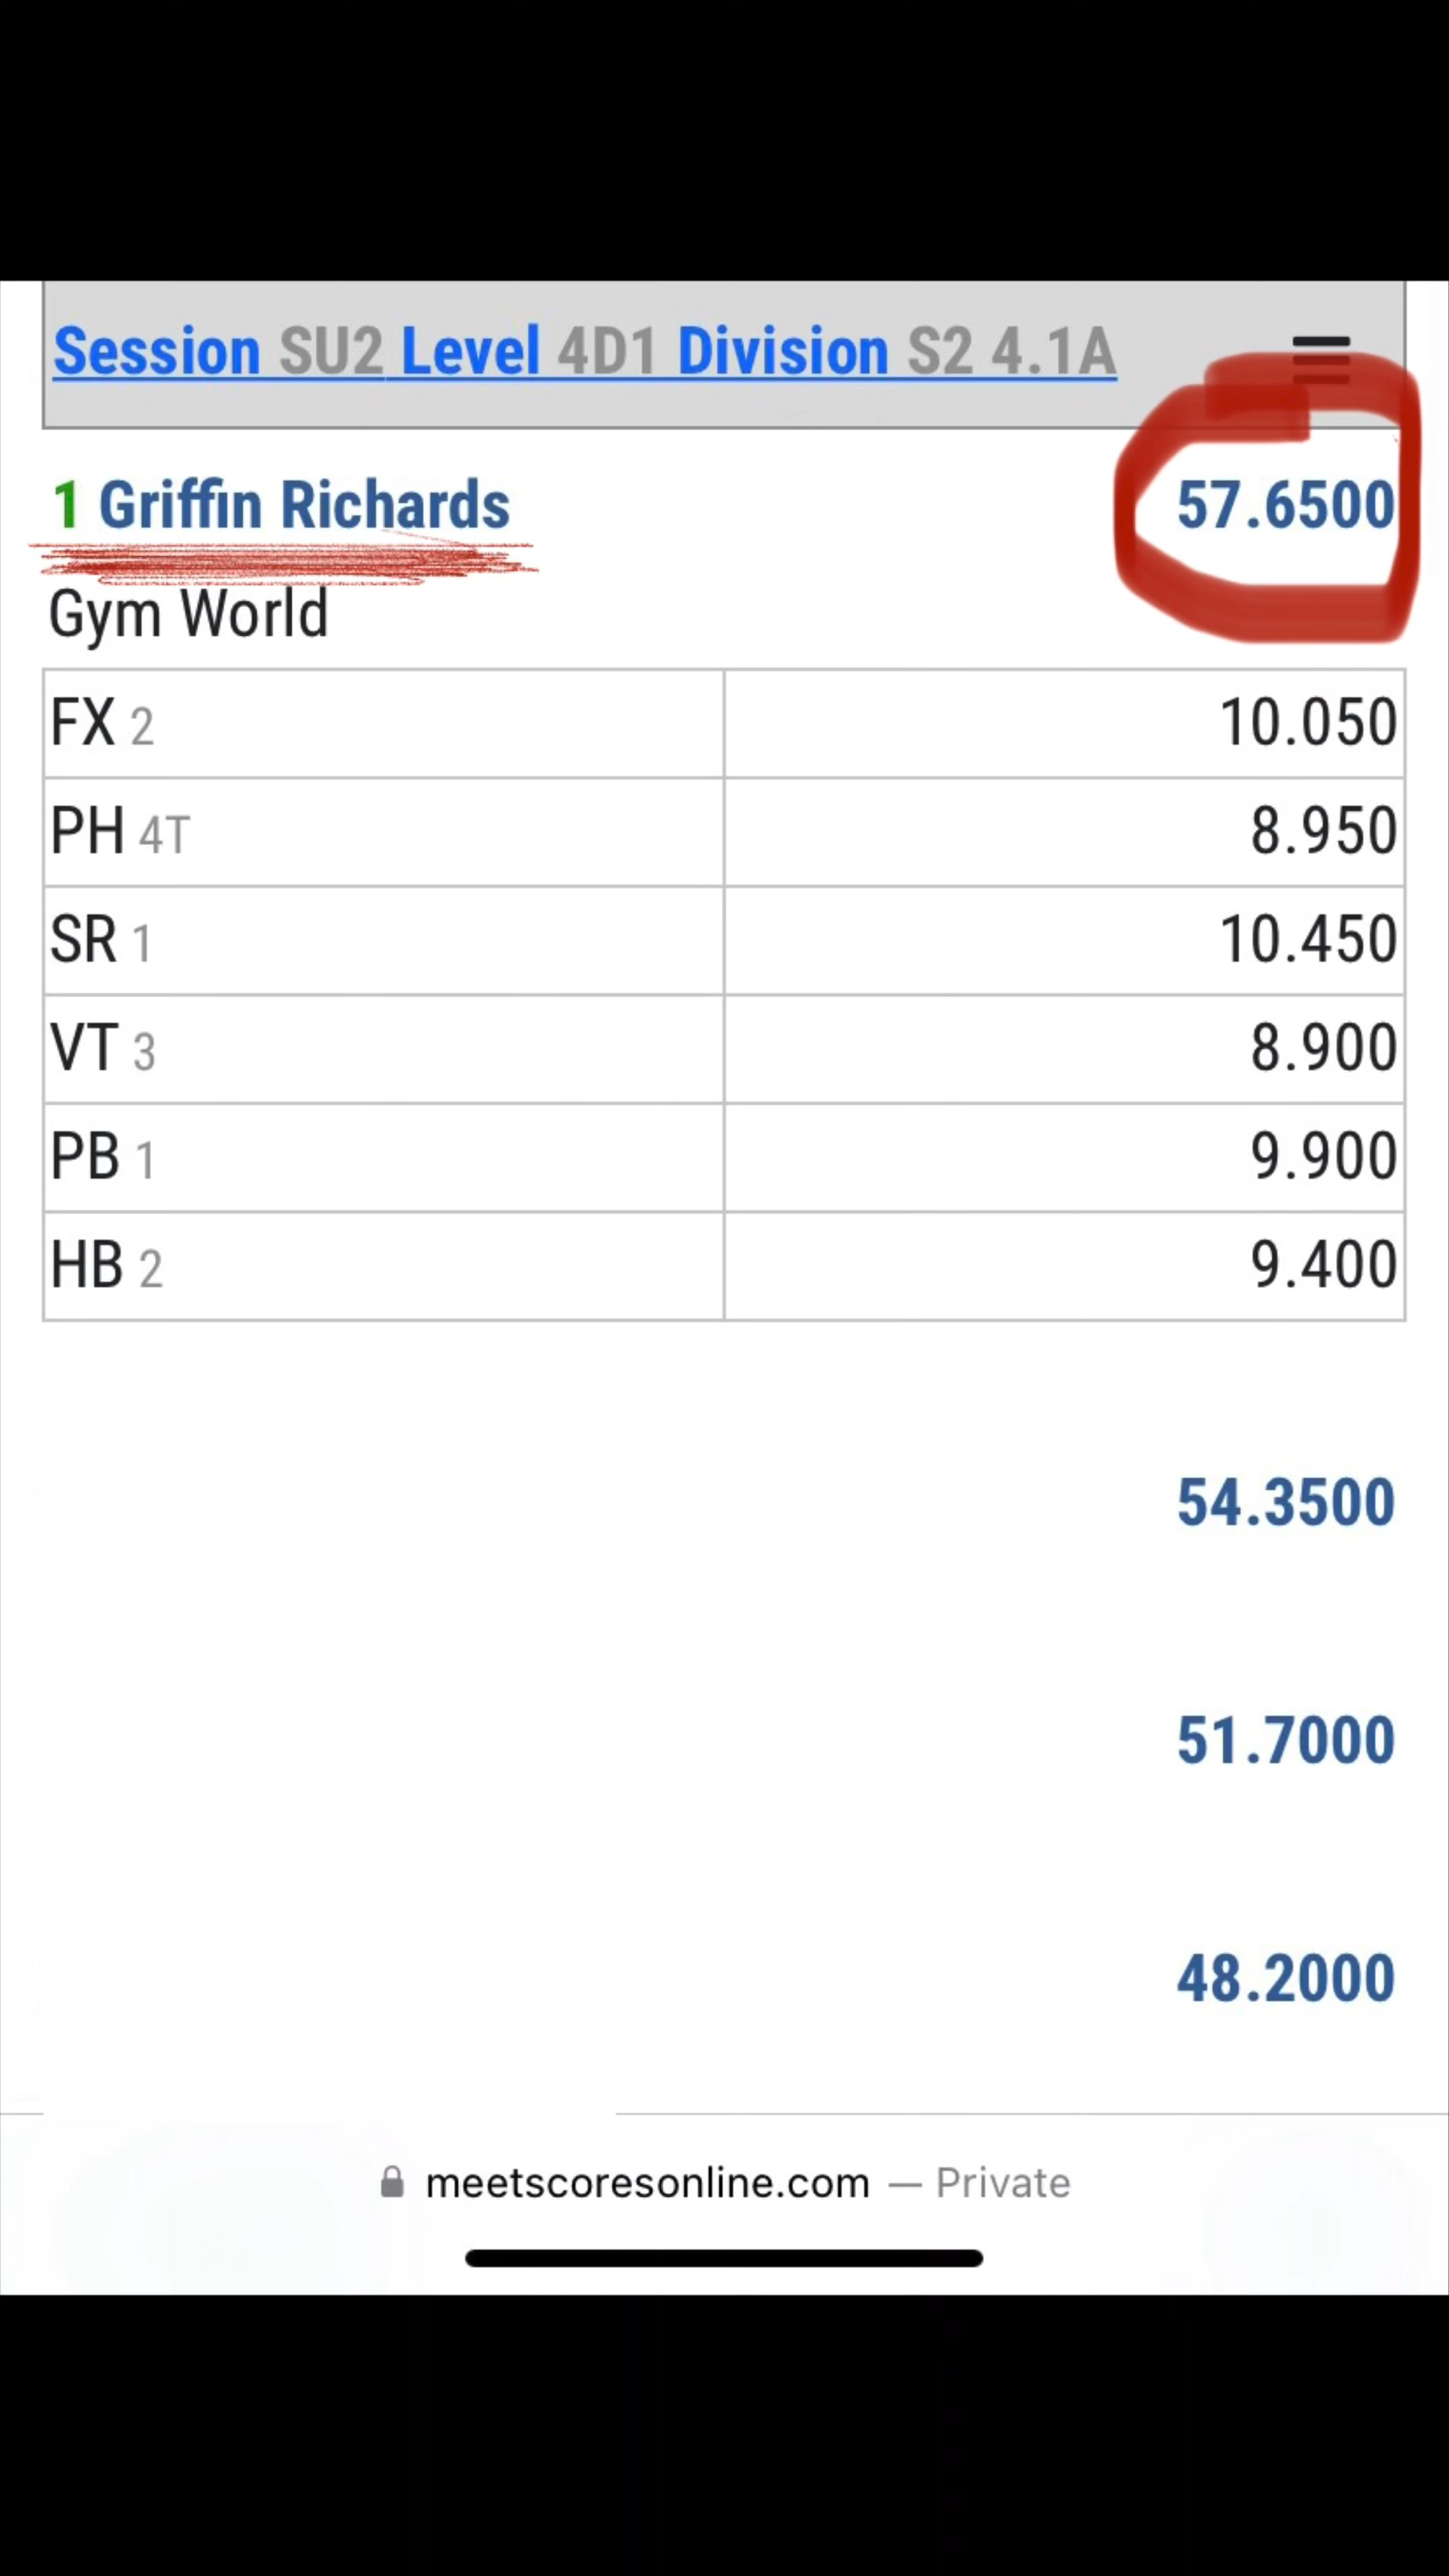 Session SU2 Level 4D1 Division S2 4.1A
1 Griffin Richards 57.6500
Gym World
FX 2 10.050
PH 4T 8.950
SR 1 10.450
VT 3 8.900
PB 1 9.900
HB 2 9.400
54.3500
51.7000
48.2000
meetscoresonline.com — Private